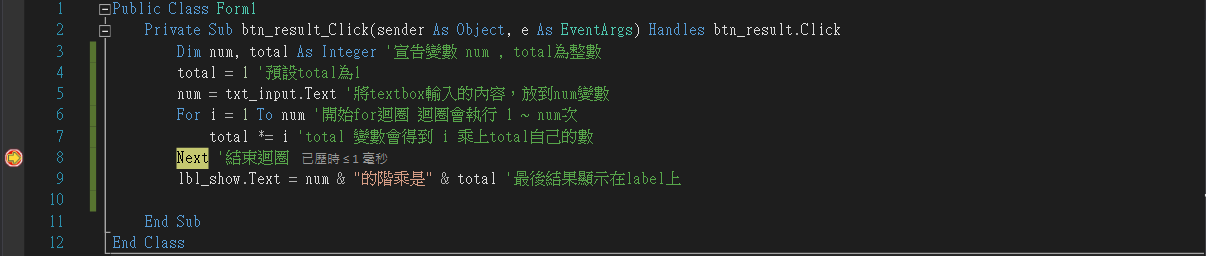 1 Public Class Form1
2 Private Sub btn_result_Click(sender As Object, e As EventArgs) Handles btn_result.Click
3 Dim num, total As Integer '宣告變數 num , total為整數
4 total = 1 '預設total為1
5 num = txt_input.Text '將textbox輸入的內容，放到num變數
6 For i = 1 To num '開始for迴圈 迴圈會執行 1 ~ num次
7 total *= i 'total 變數會得到 i 乘上total自己的數
8 Next '結束迴圈 已歷時 ≤ 1 毫秒
9 lbl_show.Text = num & "的階乘是" & total '最後結果顯示在label上
10
11 End Sub
12 End Class